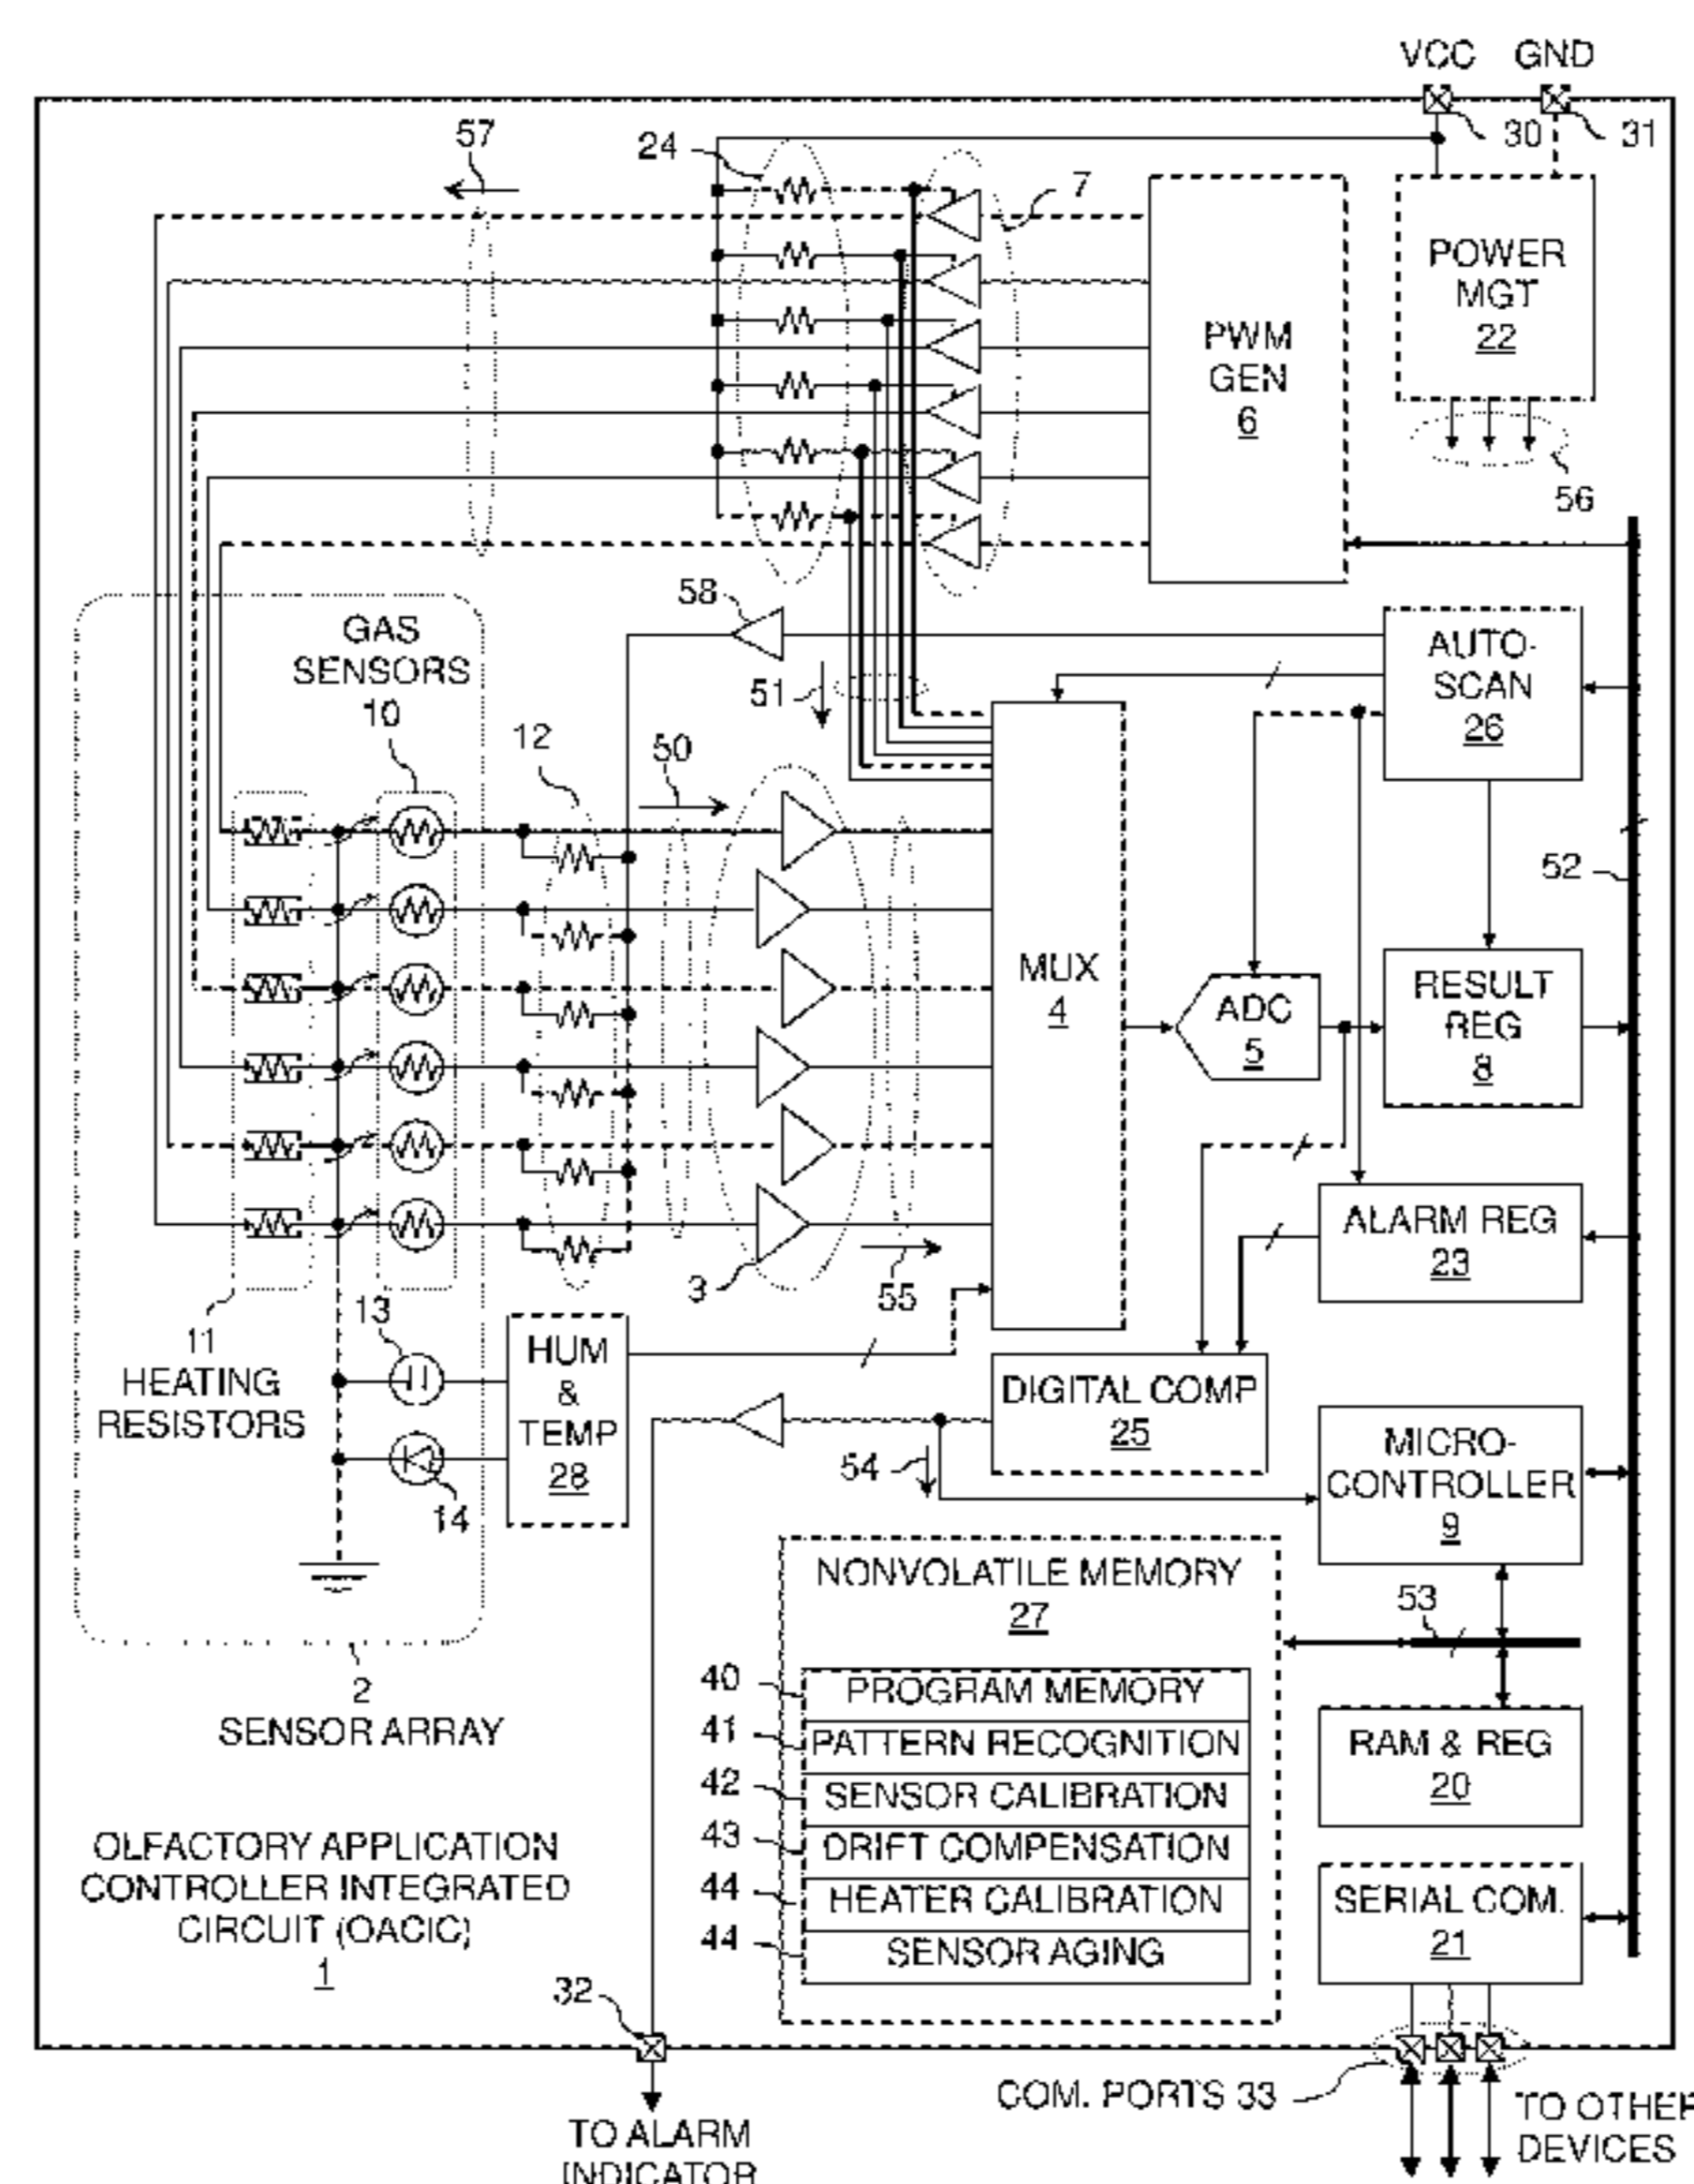 VCC GND
30 31
57
24
7
POWER
MGT
22
PWM
GEN
6
56
58
GAS
SENSORS
10
AUTO-
SCAN
26
51
12
50
52
MUX
4
ADC
5
RESULT
REG
8
ALARM REG
23
3
55
11
HEATING
RESISTORS
13
14
HUM
&
TEMP
28
DIGITAL COMP
25
54
MICRO-
CONTROLLER
9
NONVOLATILE MEMORY
27
53
40 PROGRAM MEMORY
41 PATTERN RECOGNITION
42 SENSOR CALIBRATION
43 DRIFT COMPENSATION
44 HEATER CALIBRATION
44 SENSOR AGING
2
SENSOR ARRAY
RAM & REG
20
SERIAL COM.
21
OLFACTORY APPLICATION
CONTROLLER INTEGRATED
CIRCUIT (OACIC)
1
32
COM. PORTS 33
TO ALARM
INDICATOR
TO OTHER
DEVICES